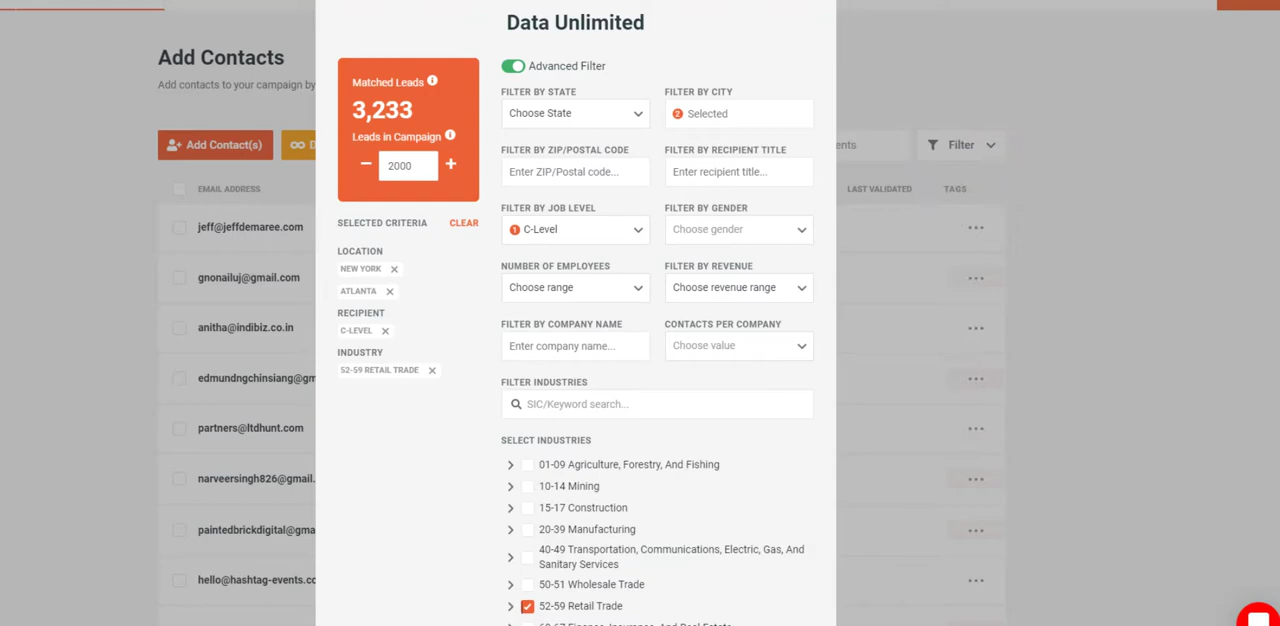 Data Unlimited
Add Contacts
Add contacts to your campaign by
Add Contact(s)
D
ents
Filter
EMAIL ADDRESS
LAST VALIDATED
TAGS
jeff@jeffdemaree.com
gnonailuj@gmail.com
anitha@indibiz.co.in
edmundngchinsiang@gm
partners@ltdhunt.com
narveersingh826@gmail.
paintedbrickdigital@gma
hello@hashtag-events.co
Matched Leads
3,233
Leads in Campaign
− 2000 +
SELECTED CRITERIA CLEAR
LOCATION
NEW YORK
ATLANTA
RECIPIENT
C-LEVEL
INDUSTRY
52-59 RETAIL TRADE
Advanced Filter
FILTER BY STATE
Choose State
FILTER BY CITY
2 Selected
FILTER BY ZIP/POSTAL CODE
Enter ZIP/Postal code...
FILTER BY RECIPIENT TITLE
Enter recipient title...
FILTER BY JOB LEVEL
1 C-Level
FILTER BY GENDER
Choose gender
NUMBER OF EMPLOYEES
Choose range
FILTER BY REVENUE
Choose revenue range
FILTER BY COMPANY NAME
Enter company name...
CONTACTS PER COMPANY
Choose value
FILTER INDUSTRIES
SIC/Keyword search...
SELECT INDUSTRIES
01-09 Agriculture, Forestry, And Fishing
10-14 Mining
15-17 Construction
20-39 Manufacturing
40-49 Transportation, Communications, Electric, Gas, And
Sanitary Services
50-51 Wholesale Trade
52-59 Retail Trade